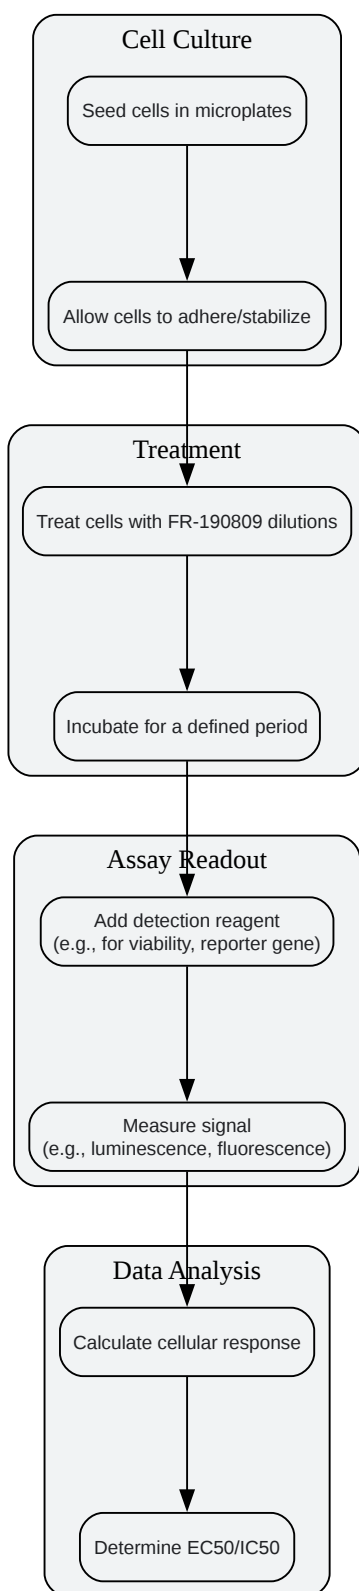 Cell Culture
Seed cells in microplates
Allow cells to adhere/stabilize
Treatment
Treat cells with FR-190809 dilutions
Incubate for a defined period
Assay Readout
Add detection reagent
(e.g., for viability, reporter gene)
Measure signal
(e.g., luminescence, fluorescence)
Data Analysis
Calculate cellular response
Determine EC50/IC50